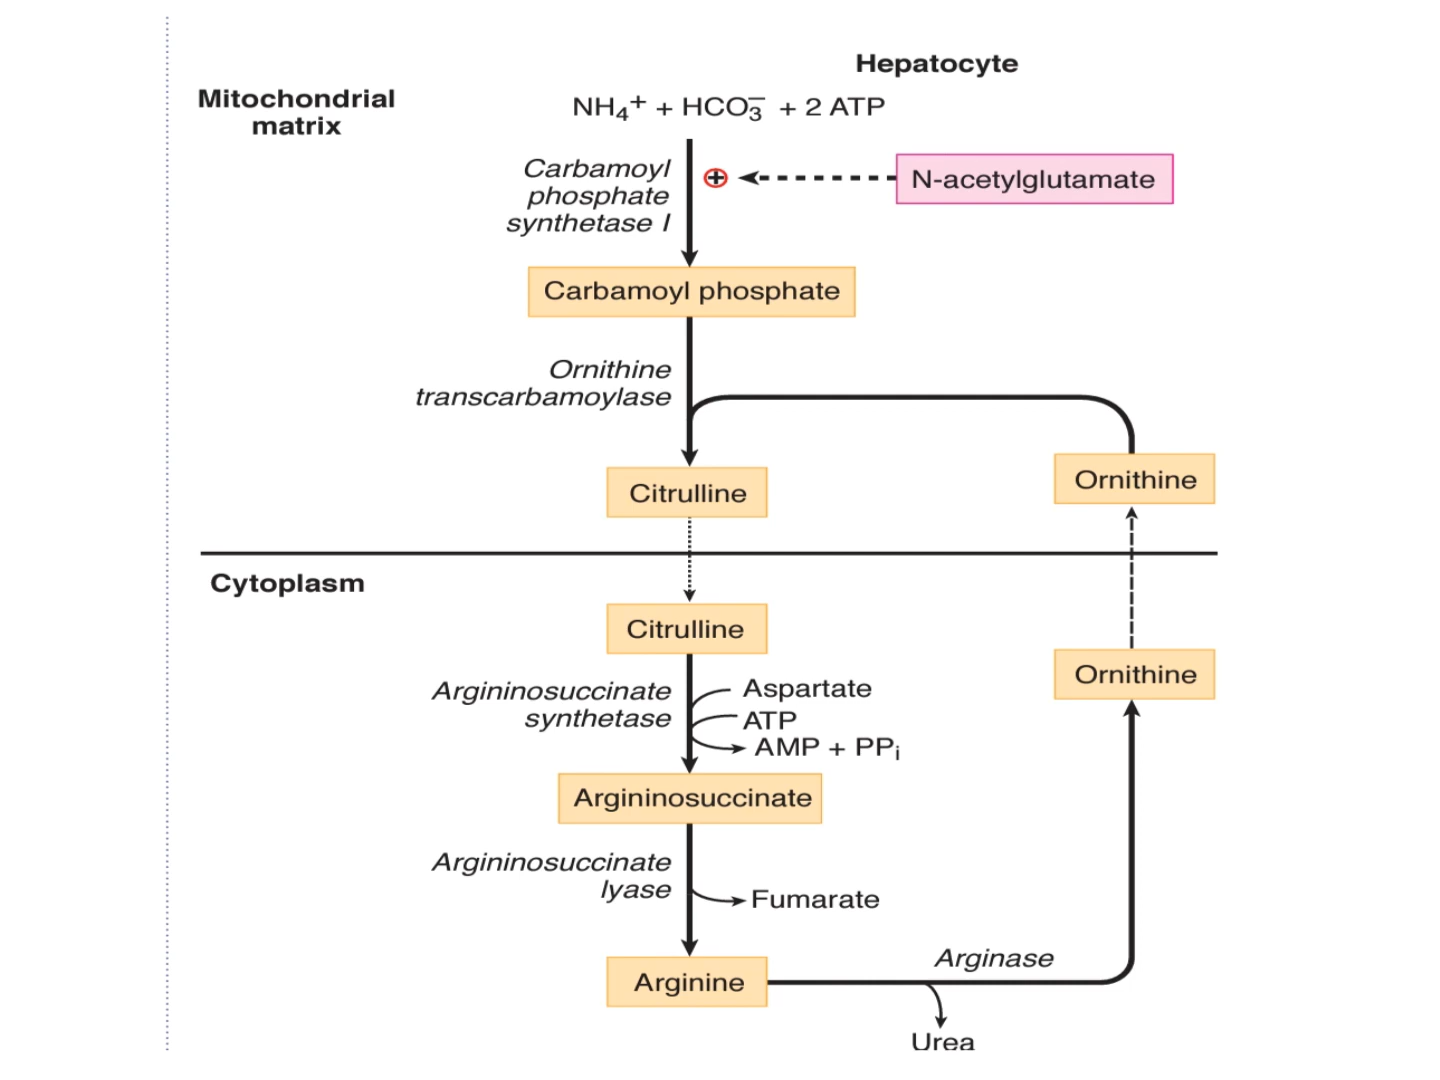 Hepatocyte
Mitochondrial
matrix
NH₄⁺ + HCO₃⁻ + 2 ATP
Carbamoyl
phosphate
synthetase I
+
N-acetylglutamate
Carbamoyl phosphate
Ornithine
transcarbamoylase
Citrulline
Ornithine
Cytoplasm
Citrulline
Ornithine
Argininosuccinate
synthetase
Aspartate
ATP
AMP + PPᵢ
Argininosuccinate
Argininosuccinate
lyase
Fumarate
Arginine
Arginase
Urea